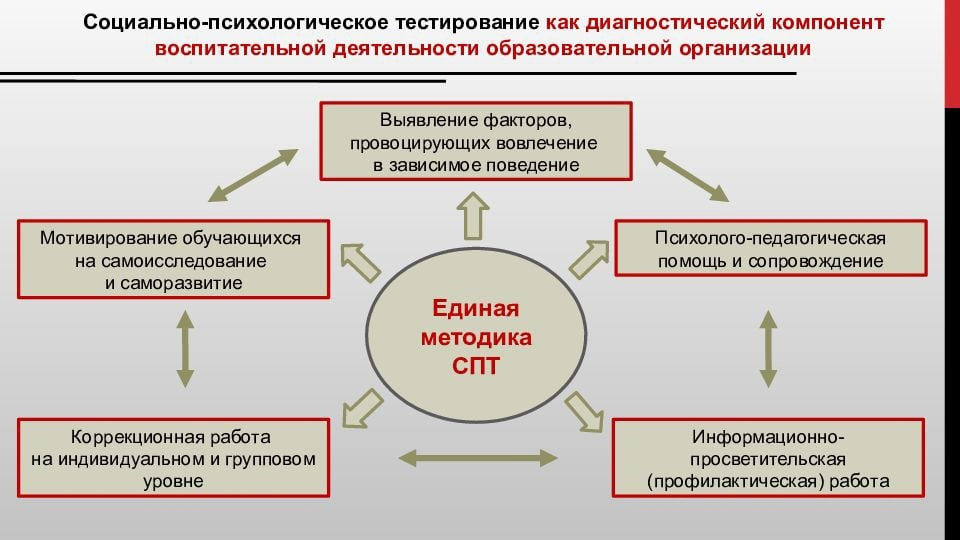 Социально-психологическое тестирование как диагностический компонент
воспитательной деятельности образовательной организации
Выявление факторов,
провоцирующих вовлечение
в зависимое поведение
Мотивирование обучающихся
на самоисследование
и саморазвитие
Психолого-педагогическая
помощь и сопровождение
Единая
методика
СПТ
Коррекционная работа
на индивидуальном и групповом
уровне
Информационно-
просветительская
(профилактическая) работа